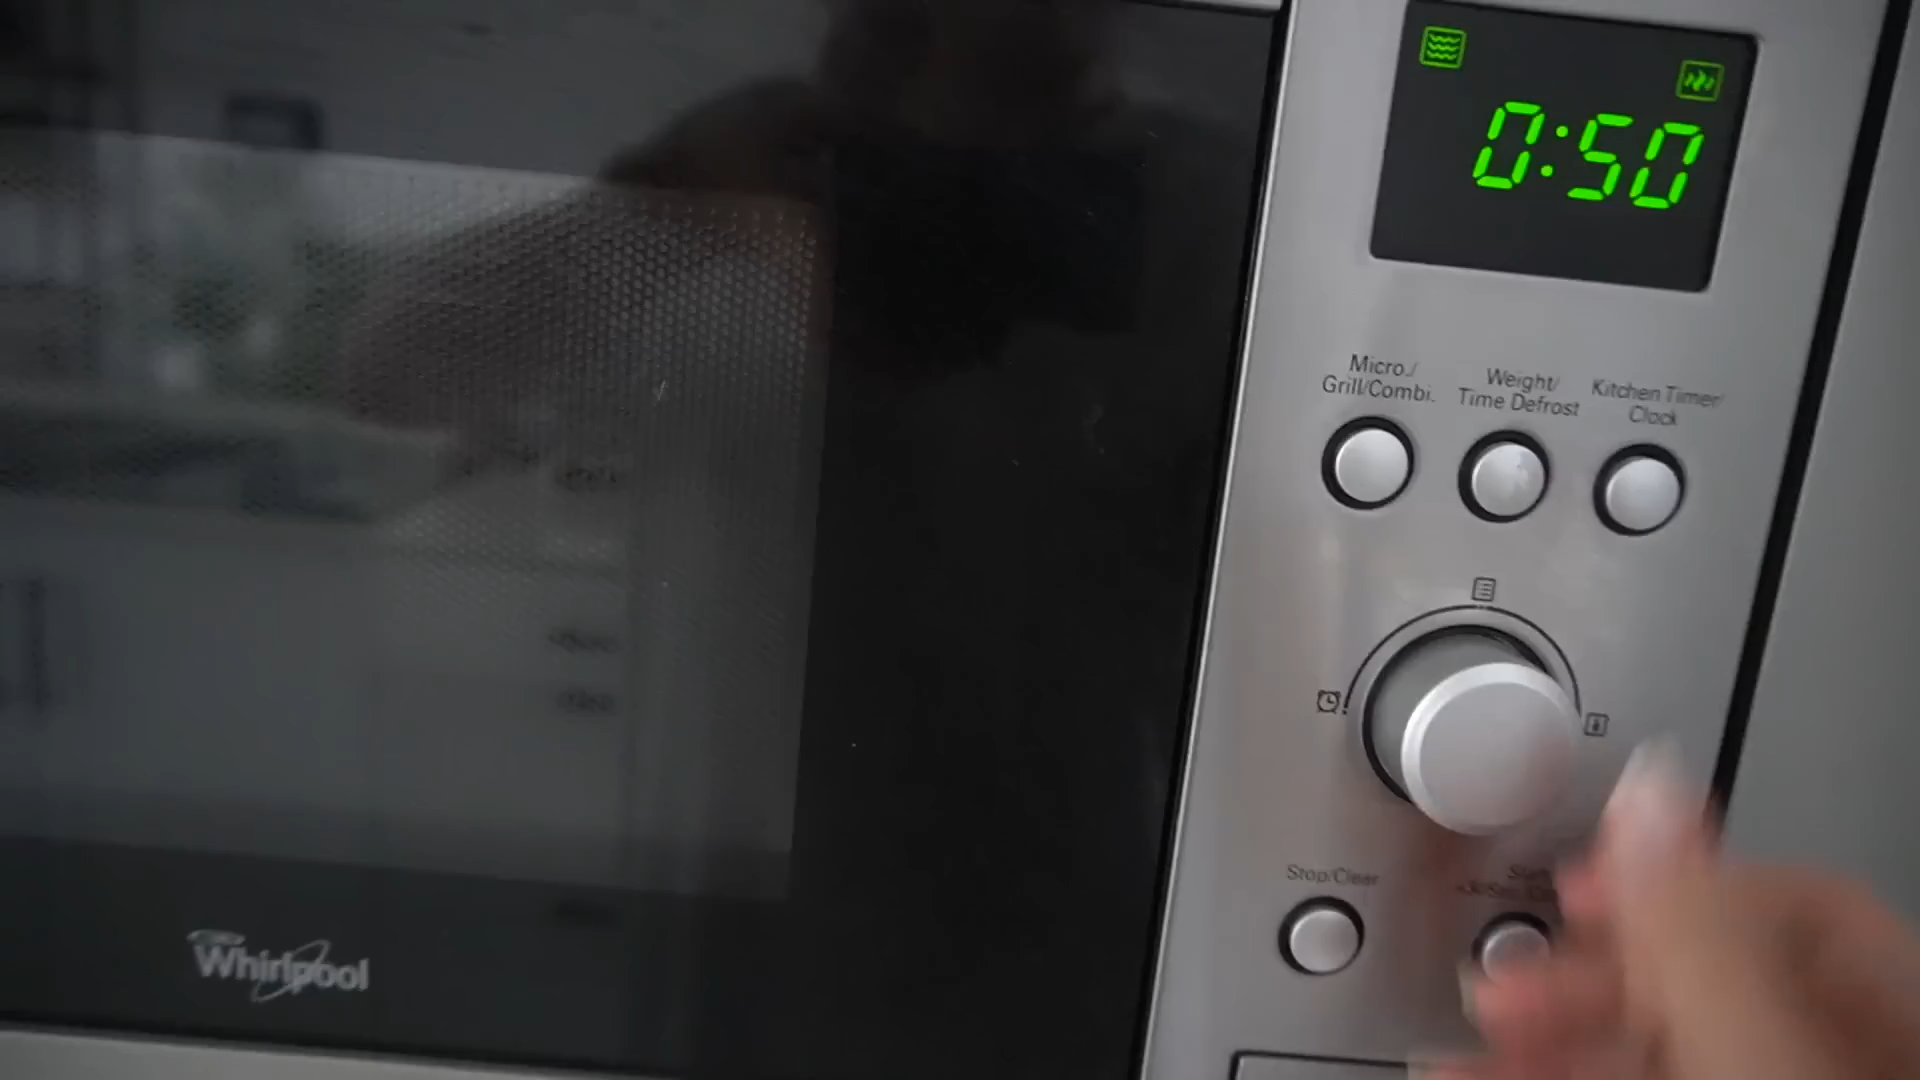 0:50
Micro./
Grill/Combi.
Weight/
Time Defrost
Kitchen Timer/
Clock
Stop/Clear
Whirlpool